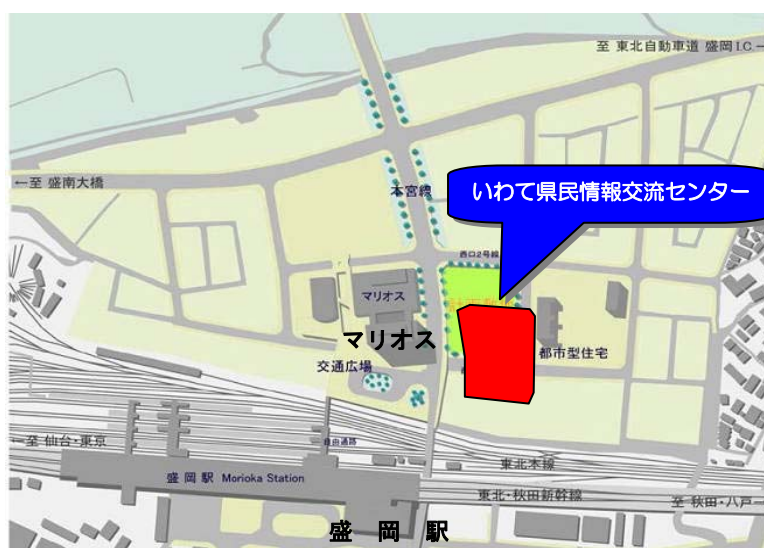 至 東北自動車道 盛岡IC→
←至 盛南大橋
本宮線
いわて県民情報交流センター
西口2号線
マリオス
マリオス
都市型住宅
交通広場
←至 仙台・東京
自由通路
東北本線
盛岡駅 Morioka Station
東北・秋田新幹線
至 秋田・八戸→
盛 岡 駅